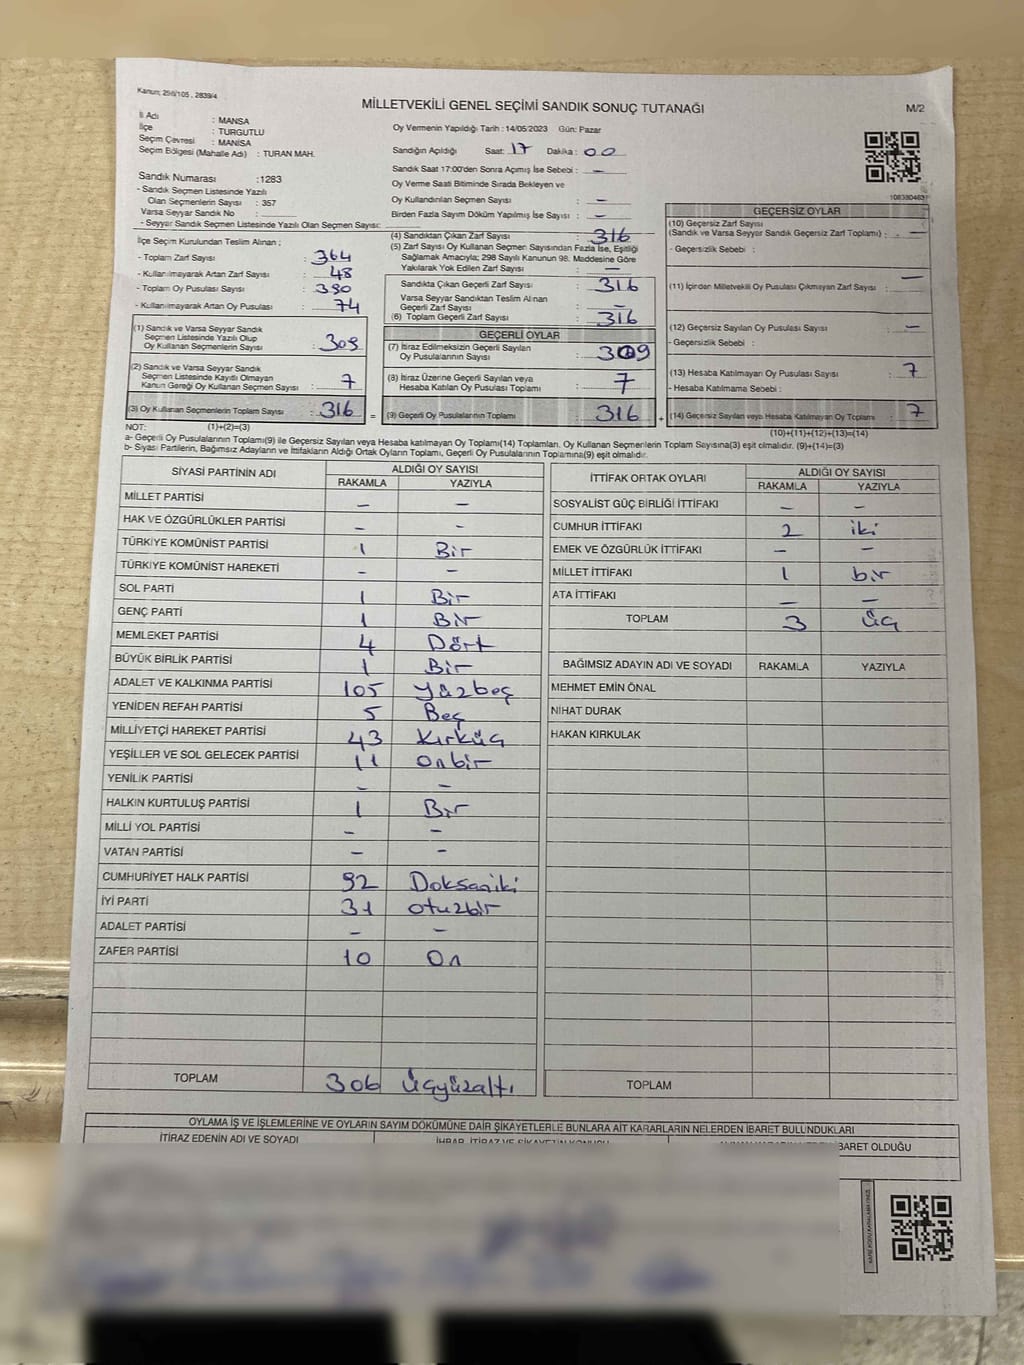 Kanun; 298/105 , 2839/4
MİLLETVEKİLİ GENEL SEÇİMİ SANDIK SONUÇ TUTANAĞI
M/2
İli Adı : MANSA
İlçe : TURGUTLU
Seçim Çevresi : MANİSA
Seçim Bölgesi (Mahalle Adı) : TURAN MAH.
Sandık Numarası :1283
- Sandık Seçmen Listesinde Yazılı
Olan Seçmenlerin Sayısı : 357
Varsa Seyyar Sandık No :
- Seyyar Sandık Seçmen Listesinde Yazılı Olan Seçmen Sayısı:
Oy Vermenin Yapıldığı Tarih : 14/05/2023 Gün: Pazar
Sandığın Açıldığı Saat: 17 Dakika : 00
Sandık Saat 17:00'den Sonra Açımış İse Sebebi : -
Oy Verme Saati Bitiminde Sırada Bekleyen ve
Oy Kullandırılan Seçmen Sayısı : -
Birden Fazla Sayım Döküm Yapılmış İse Sayısı : -
İlçe Seçim Kurulundan Teslim Alınan ;
- Toplam Zarf Sayısı : 364
- Kullanılmayarak Artan Zarf Sayısı : 48
- Toplam Oy Pusulası Sayısı : 390
- Kullanılmayarak Artan Oy Pusulası : 74
(1) Sandık ve Varsa Seyyar Sandık
Seçmen Listesinde Yazılı Olup
Oy Kullanan Seçmenlerin Sayısı : 309
(2) Sandık ve Varsa Seyyar Sandık
Seçmen Listesinde Kayıtlı Olmayan
Kanun Gereği Oy Kullanan Seçmen Sayısı : 7
(3) Oy Kullanan Seçmenlerin Toplam Sayısı : 316 =
(4) Sandıktan Çıkan Zarf Sayısı : 316
(5) Zarf Sayısı Oy Kullanan Seçmen Sayısından Fazla İse, Eşitliği
Sağlamak Amacıyla; 298 Sayılı Kanunun 98. Maddesine Göre
Yakılarak Yok Edilen Zarf Sayısı : -
Sandıkta Çıkan Geçerli Zarf Sayısı : 316
Varsa Seyyar Sandıktan Teslim Alınan
Geçerli Zarf Sayısı : -
(6) Toplam Geçerli Zarf Sayısı : 316
GEÇERLİ OYLAR
(7) İtiraz Edilmeksizin Geçerli Sayılan
Oy Pusulalarının Sayısı : 309
(8) İtiraz Üzerine Geçerli Sayılan veya
Hesaba Katılan Oy Pusulası Toplamı : 7
(9) Geçerli Oy Pusulalarının Toplamı : 316 +
GEÇERSİZ OYLAR
(10) Geçersiz Zarf Sayısı
(Sandık ve Varsa Seyyar Sandık Geçersiz Zarf Toplamı) : -
- Geçersizlik Sebebi :
(11) İçinden Milletvekili Oy Pusulası Çıkmayan Zarf Sayısı : -
(12) Geçersiz Sayılan Oy Pusulası Sayısı : -
- Geçersizlik Sebebi :
(13) Hesaba Katılmayan Oy Pusulası Sayısı : 7
- Hesaba Katılmama Sebebi :
(14) Geçersiz Sayılan veya Hesaba Katılmayan Oy Toplamı : 7
NOT: (1)+(2)=(3)
(10)+(11)+(12)+(13)=(14)
a- Geçerli Oy Pusulalarının Toplamı(9) ile Geçersiz Sayılan veya Hesaba katılmayan Oy Toplamı(14) Toplamları, Oy Kullanan Seçmenlerin Toplam Sayısına(3) eşit olmalıdır. (9)+(14)=(3)
b- Siyasi Partilerin, Bağımsız Adayların ve İttifakların Aldığı Ortak Oyların Toplamı, Geçerli Oy Pusulalarının Toplamına(9) eşit olmalıdır.
SİYASİ PARTİNİN ADI ALDIĞI OY SAYISI
RAKAMLA YAZIYLA
MİLLET PARTİSİ - -
HAK VE ÖZGÜRLÜKLER PARTİSİ - -
TÜRKİYE KOMÜNİST PARTİSİ 1 Bir
TÜRKİYE KOMÜNİST HAREKETİ - -
SOL PARTİ 1 Bir
GENÇ PARTİ 1 Bir
MEMLEKET PARTİSİ 4 Dört
BÜYÜK BİRLİK PARTİSİ 1 Bir
ADALET VE KALKINMA PARTİSİ 105 Yüzbeş
YENİDEN REFAH PARTİSİ 5 Beş
MİLLİYETÇİ HAREKET PARTİSİ 43 Kırküç
YEŞİLLER VE SOL GELECEK PARTİSİ 11 Onbir
YENİLİK PARTİSİ - -
HALKIN KURTULUŞ PARTİSİ 1 Bir
MİLLİ YOL PARTİSİ - -
VATAN PARTİSİ - -
CUMHURİYET HALK PARTİSİ 92 Doksaniki
İYİ PARTİ 31 otuzbir
ADALET PARTİSİ - -
ZAFER PARTİSİ 10 On
TOPLAM 306 Üçyüzaltı
İTTİFAK ORTAK OYLARI ALDIĞI OY SAYISI
RAKAMLA YAZIYLA
SOSYALİST GÜÇ BİRLİĞİ İTTİFAKI - -
CUMHUR İTTİFAKI 2 iki
EMEK VE ÖZGÜRLÜK İTTİFAKI - -
MİLLET İTTİFAKI 1 bir
ATA İTTİFAKI - -
TOPLAM 3 Üç
BAĞIMSIZ ADAYIN ADI VE SOYADI RAKAMLA YAZIYLA
MEHMET EMİN ÖNAL
NİHAT DURAK
HAKAN KIRKULAK
TOPLAM
OYLAMA İŞ VE İŞLEMLERİNE VE OYLARIN SAYIM DÖKÜMÜNE DAİR ŞİKAYETLERLE BUNLARA AİT KARARLARIN NELERDEN İBARET BULUNDUKLARI
İTİRAZ EDENİN ADI VE SOYADI
BARET OLDUĞU